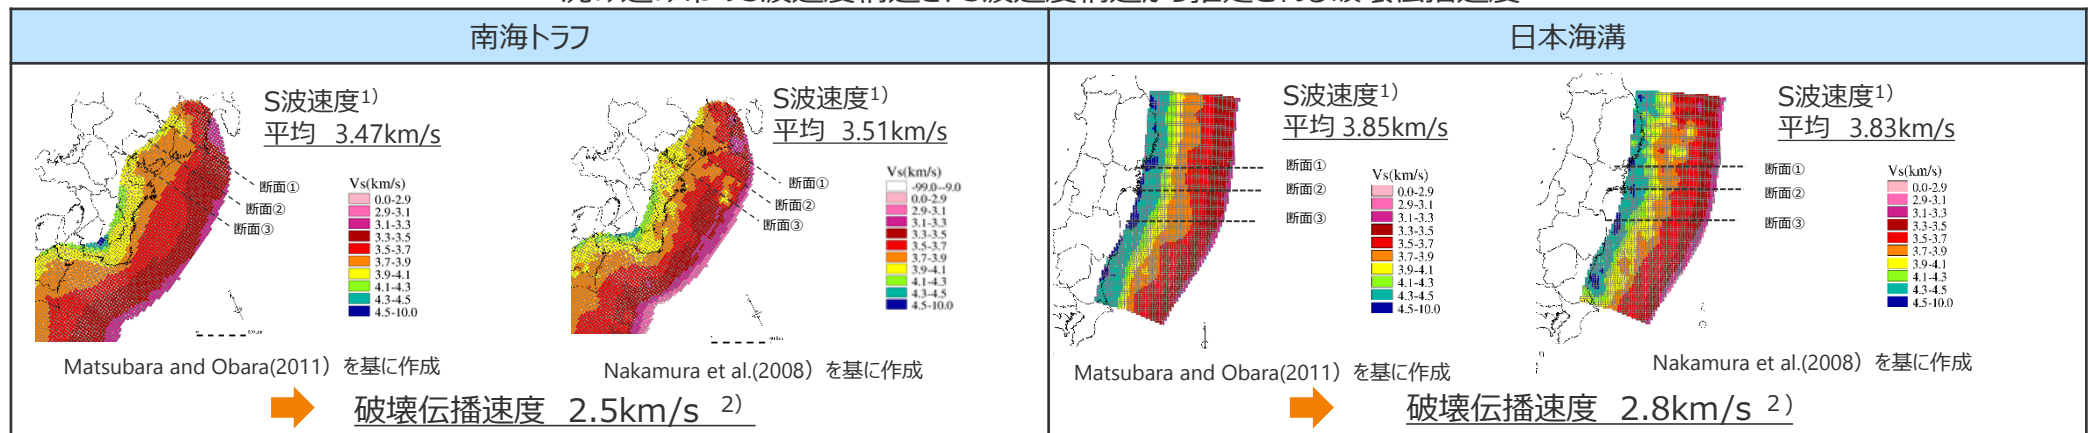 南海トラフ
日本海溝
S波速度1)
平均 3.47km/s
断面①
断面②
断面③
Vs(km/s)
0.0-2.9
2.9-3.1
3.1-3.3
3.3-3.5
3.5-3.7
3.7-3.9
3.9-4.1
4.1-4.3
4.3-4.5
4.5-10.0
Matsubara and Obara(2011）を基に作成
S波速度1)
平均 3.51km/s
断面①
断面②
断面③
Vs(km/s)
-99.0--9.0
0.0-2.9
2.9-3.1
3.1-3.3
3.3-3.5
3.5-3.7
3.7-3.9
3.9-4.1
4.1-4.3
4.3-4.5
4.5-10.0
Nakamura et al.(2008）を基に作成
破壊伝播速度 2.5km/s 2)
S波速度1)
平均 3.85km/s
断面①
断面②
断面③
Vs(km/s)
0.0-2.9
2.9-3.1
3.1-3.3
3.3-3.5
3.5-3.7
3.7-3.9
3.9-4.1
4.1-4.3
4.3-4.5
4.5-10.0
Matsubara and Obara(2011）を基に作成
S波速度1)
平均 3.83km/s
断面①
断面②
断面③
Vs(km/s)
0.0-2.9
2.9-3.1
3.1-3.3
3.3-3.5
3.5-3.7
3.7-3.9
3.9-4.1
4.1-4.3
4.3-4.5
4.5-10.0
Nakamura et al.(2008）を基に作成
破壊伝播速度 2.8km/s 2)